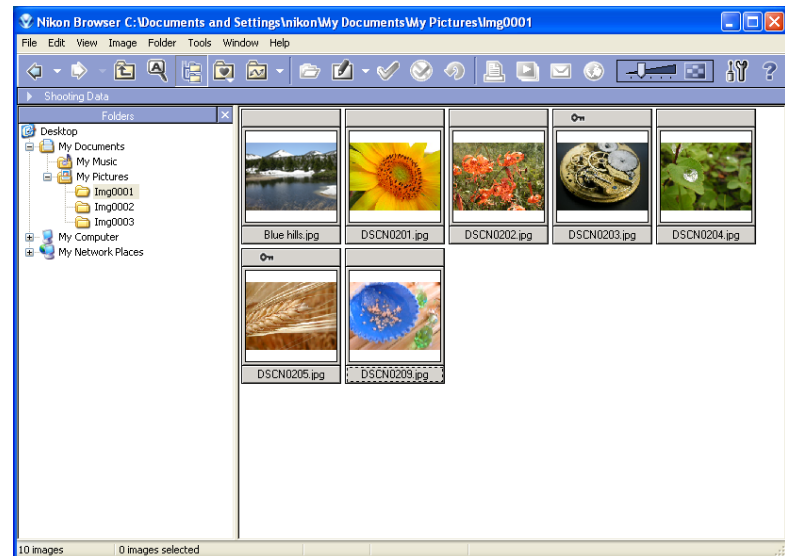 Nikon Browser C:\Documents and Settings\nikon\My Documents\My Pictures\Img0001
File Edit View Image Folder Tools Window Help
Shooting Data
Folders
Desktop
My Documents
My Music
My Pictures
Img0001
Img0002
Img0003
My Computer
My Network Places
Blue hills.jpg DSCN0201.jpg DSCN0202.jpg DSCN0203.jpg DSCN0204.jpg
DSCN0205.jpg DSCN0209.jpg
10 images 0 images selected